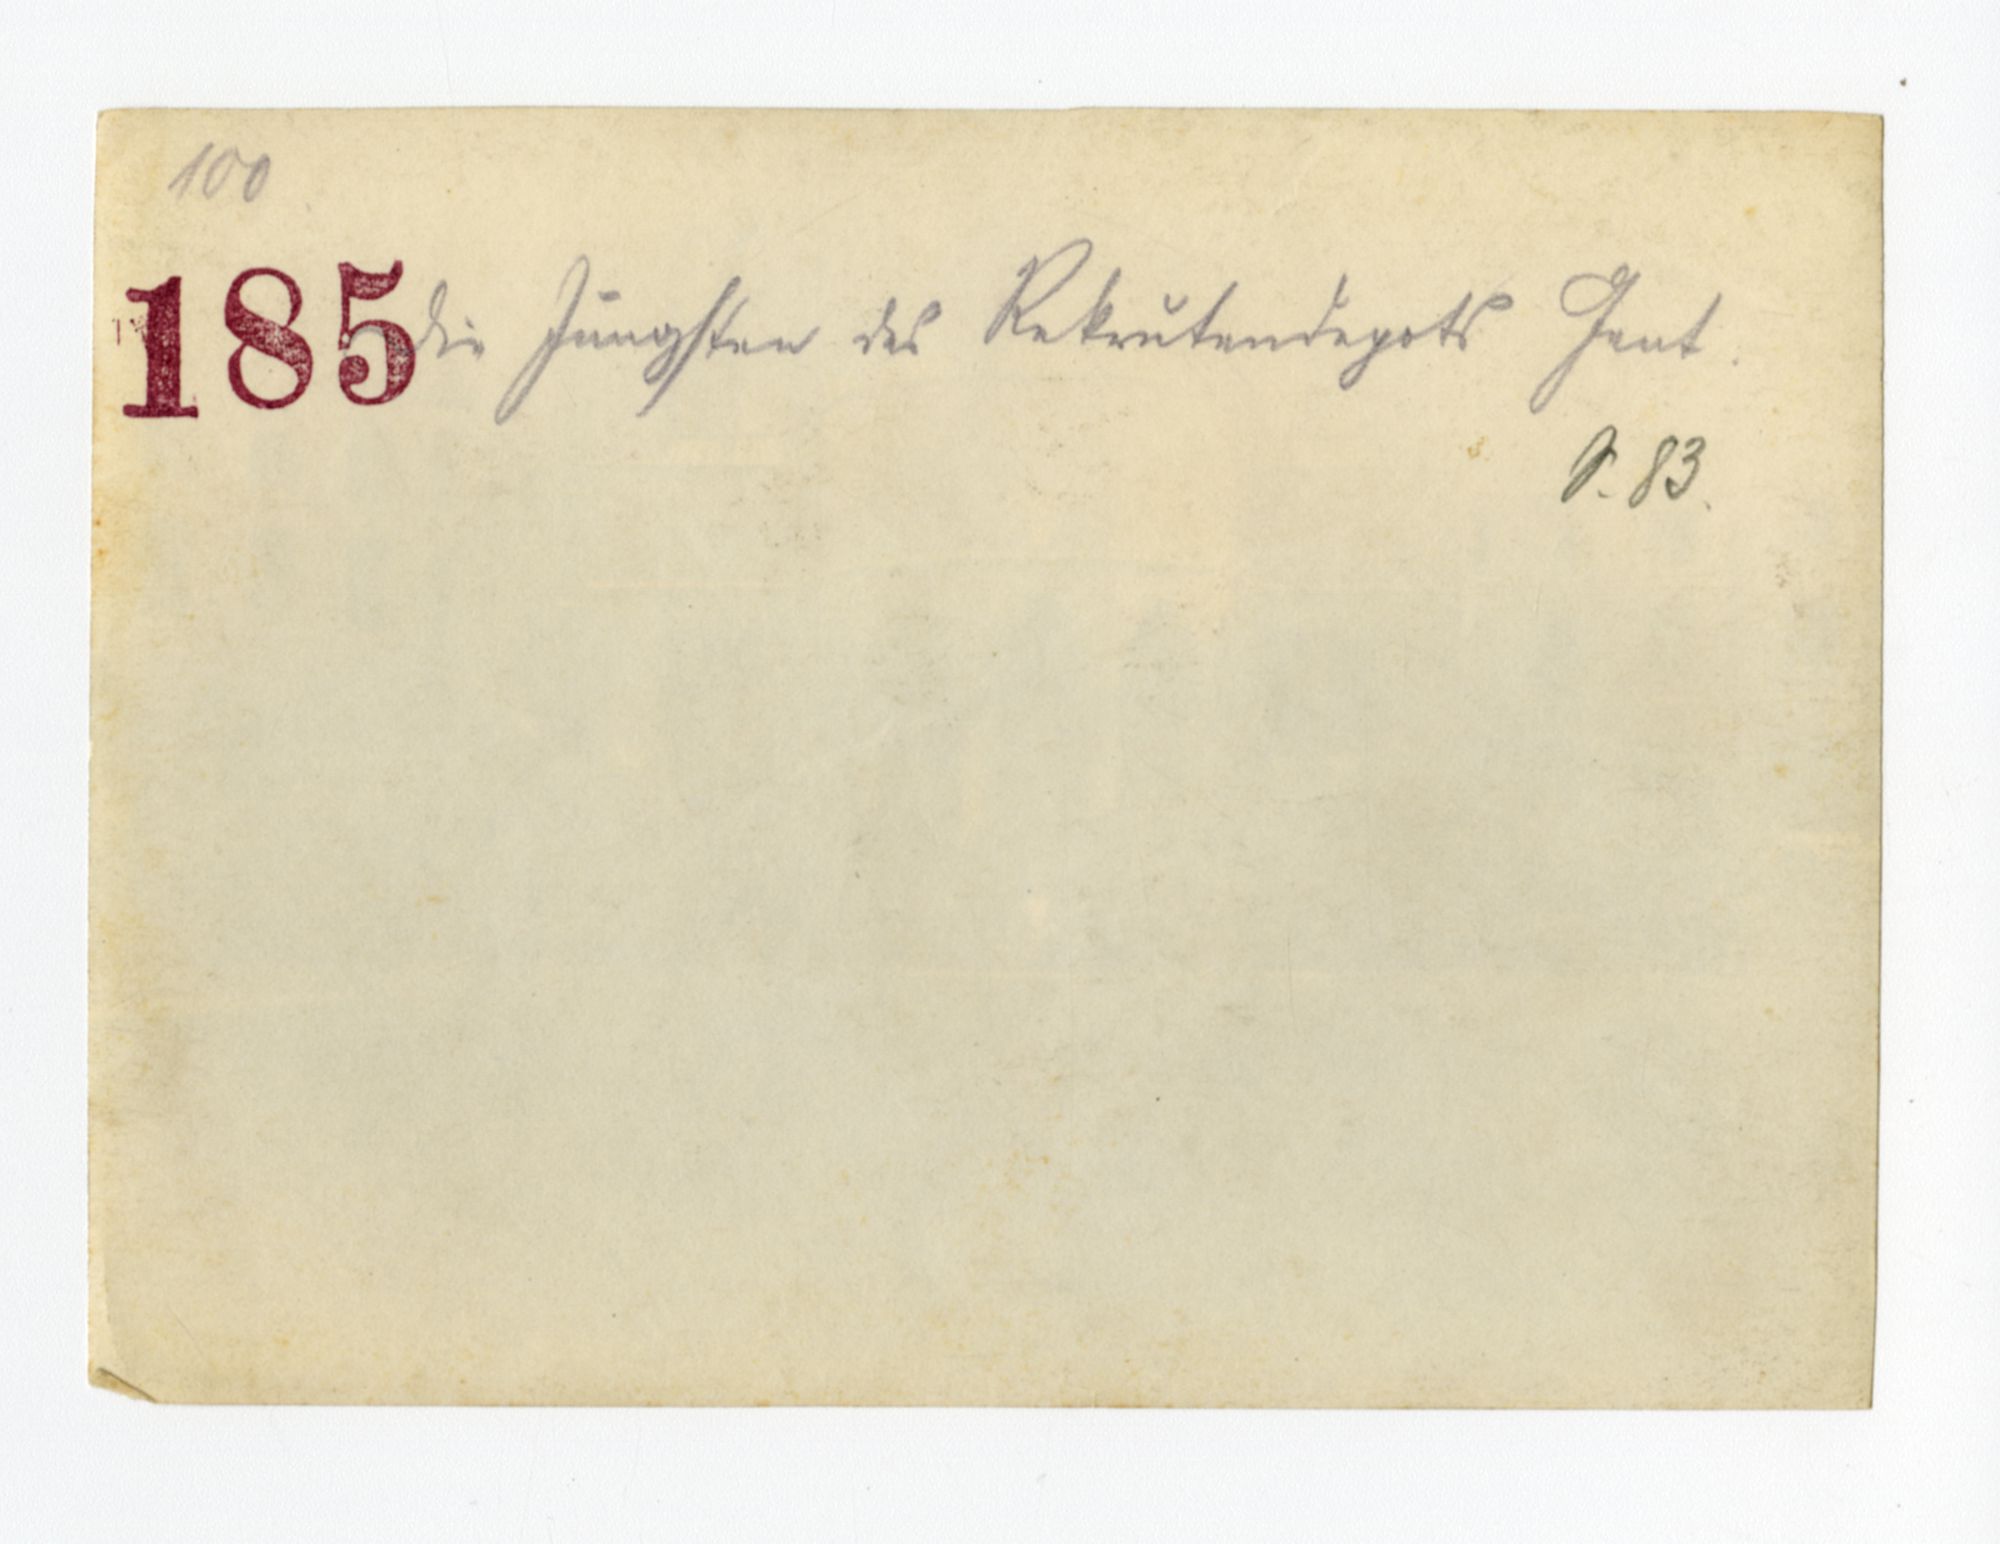 100
185 die Jüngsten des Rekrutendepots Gent.
S. 83.